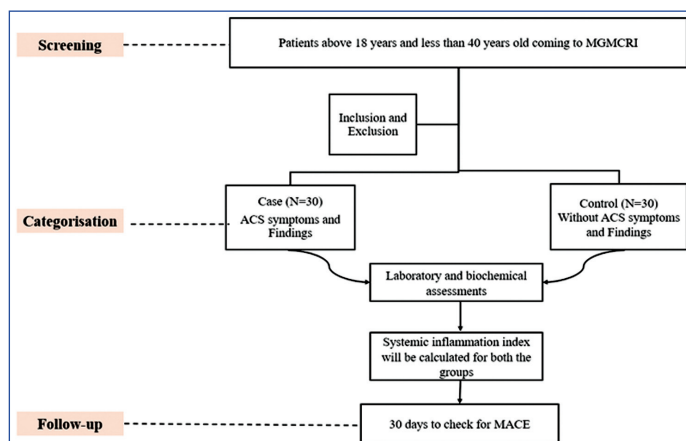 Screening
Patients above 18 years and less than 40 years old coming to MGMCRI
Inclusion and
Exclusion
Categorisation
Case (N=30)
ACS symptoms and
Findings
Control (N=30)
Without ACS symptoms
and Findings
Laboratory and biochemical
assessments
Systemic inflammation index
will be calculated for both the
groups
Follow-up
30 days to check for MACE